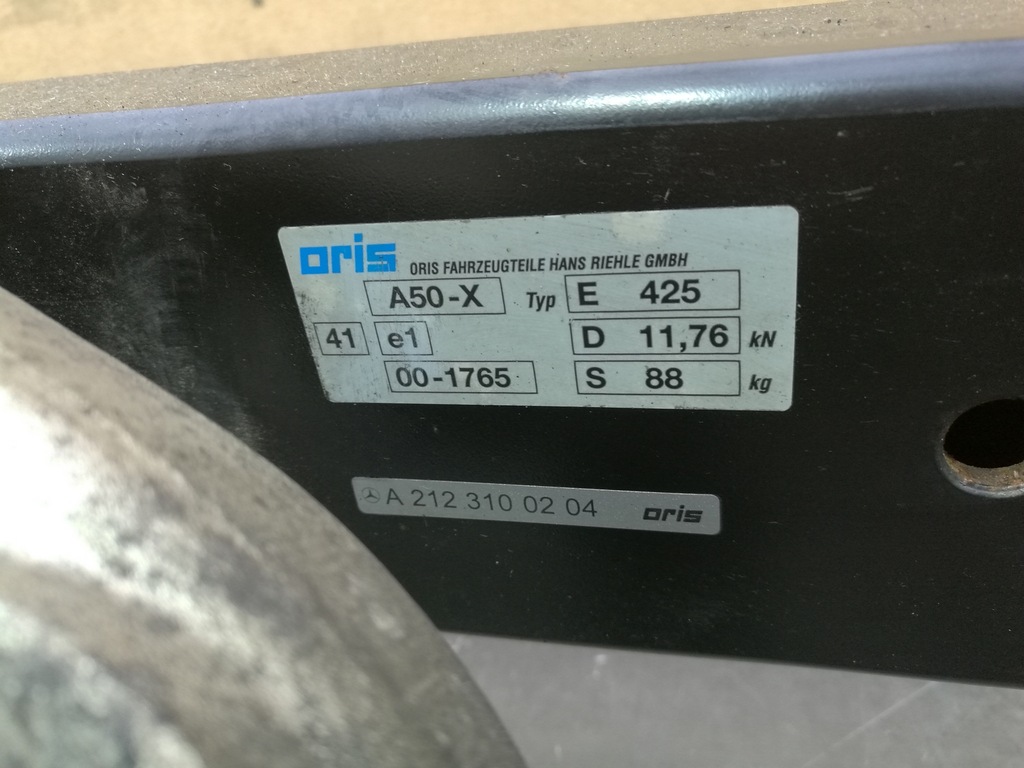 oris ORIS FAHRZEUGTEILE HANS RIEHLE GMBH
A50-X Typ E 425
41 e1 D 11,76 kN
00-1765 S 88 kg
A 212 310 02 04 oris